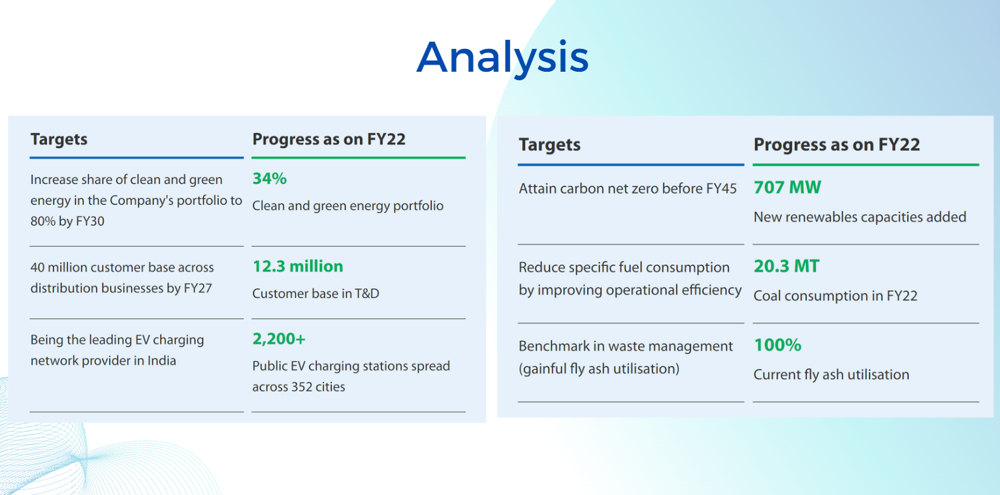 Analysis
Targets
Progress as on FY22
Increase share of clean and green
energy in the Company's portfolio to
80% by FY30
34%
Clean and green energy portfolio
40 million customer base across
distribution businesses by FY27
12.3 million
Customer base in T&D
Being the leading EV charging
network provider in India
2,200+
Public EV charging stations spread
across 352 cities
Targets
Progress as on FY22
Attain carbon net zero before FY45
707 MW
New renewables capacities added
Reduce specific fuel consumption
by improving operational efficiency
20.3 MT
Coal consumption in FY22
Benchmark in waste management
(gainful fly ash utilisation)
100%
Current fly ash utilisation